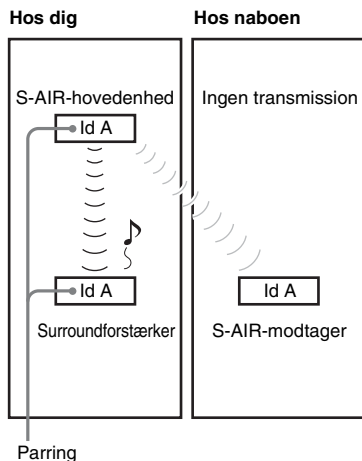 Hos dig
Hos naboen
S-AIR-hovedenhed
Ingen transmission
Id A
Id A
Id A
Surroundforstærker
S-AIR-modtager
Parring